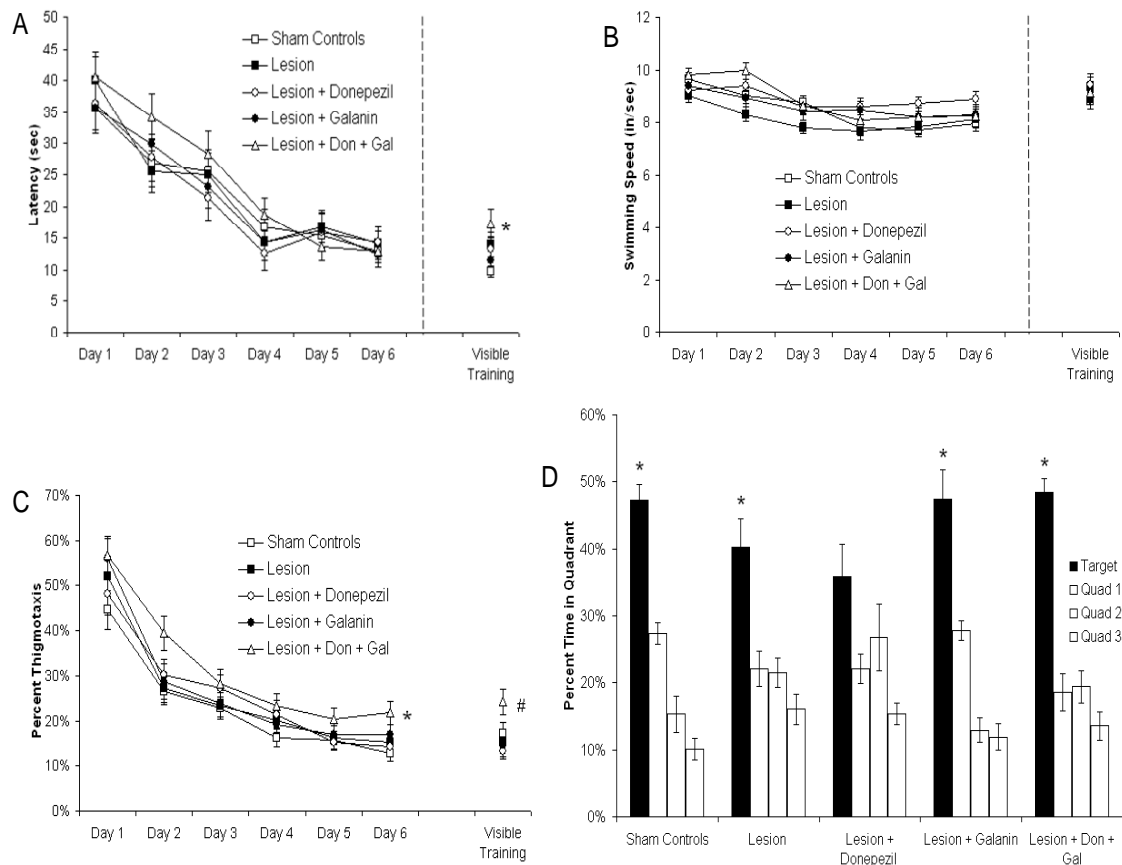 A
50
45
40
35
30
25
20
15
10
5
0
Latency (sec)
Sham Controls
Lesion
Lesion + Donepezil
Lesion + Galanin
Lesion + Don + Gal
*
Day 1 Day 2 Day 3 Day 4 Day 5 Day 6 Visible
Training
B
12
10
8
6
4
2
0
Swimming Speed (in/sec)
Sham Controls
Lesion
Lesion + Donepezil
Lesion + Galanin
Lesion + Don + Gal
Day 1 Day 2 Day 3 Day 4 Day 5 Day 6 Visible
Training
C
70%
60%
50%
40%
30%
20%
10%
0%
Percent Thigmotaxis
Sham Controls
Lesion
Lesion + Donepezil
Lesion + Galanin
Lesion + Don + Gal
* #
Day 1 Day 2 Day 3 Day 4 Day 5 Day 6 Visible
Training
D
60%
50%
40%
30%
20%
10%
0%
Percent Time in Quadrant
* * * *
Target
Quad 1
Quad 2
Quad 3
Sham Controls Lesion Lesion + Lesion + Galanin Lesion + Don +
Donepezil Gal